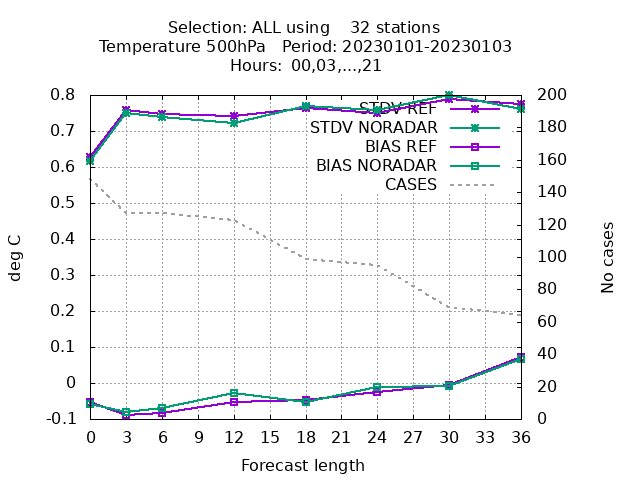 Selection: ALL using    32 stations
Temperature 500hPa   Period: 20230101-20230103
Hours: 00,03,...,21
0.8
0.7
0.6
0.5
0.4
0.3
0.2
0.1
0
-0.1
deg C
STDV REF
STDV NORADAR
BIAS REF
BIAS NORADAR
CASES
200
180
160
140
120
100
80
60
40
20
0
No cases
0 3 6 9 12 15 18 21 24 27 30 33 36
Forecast length